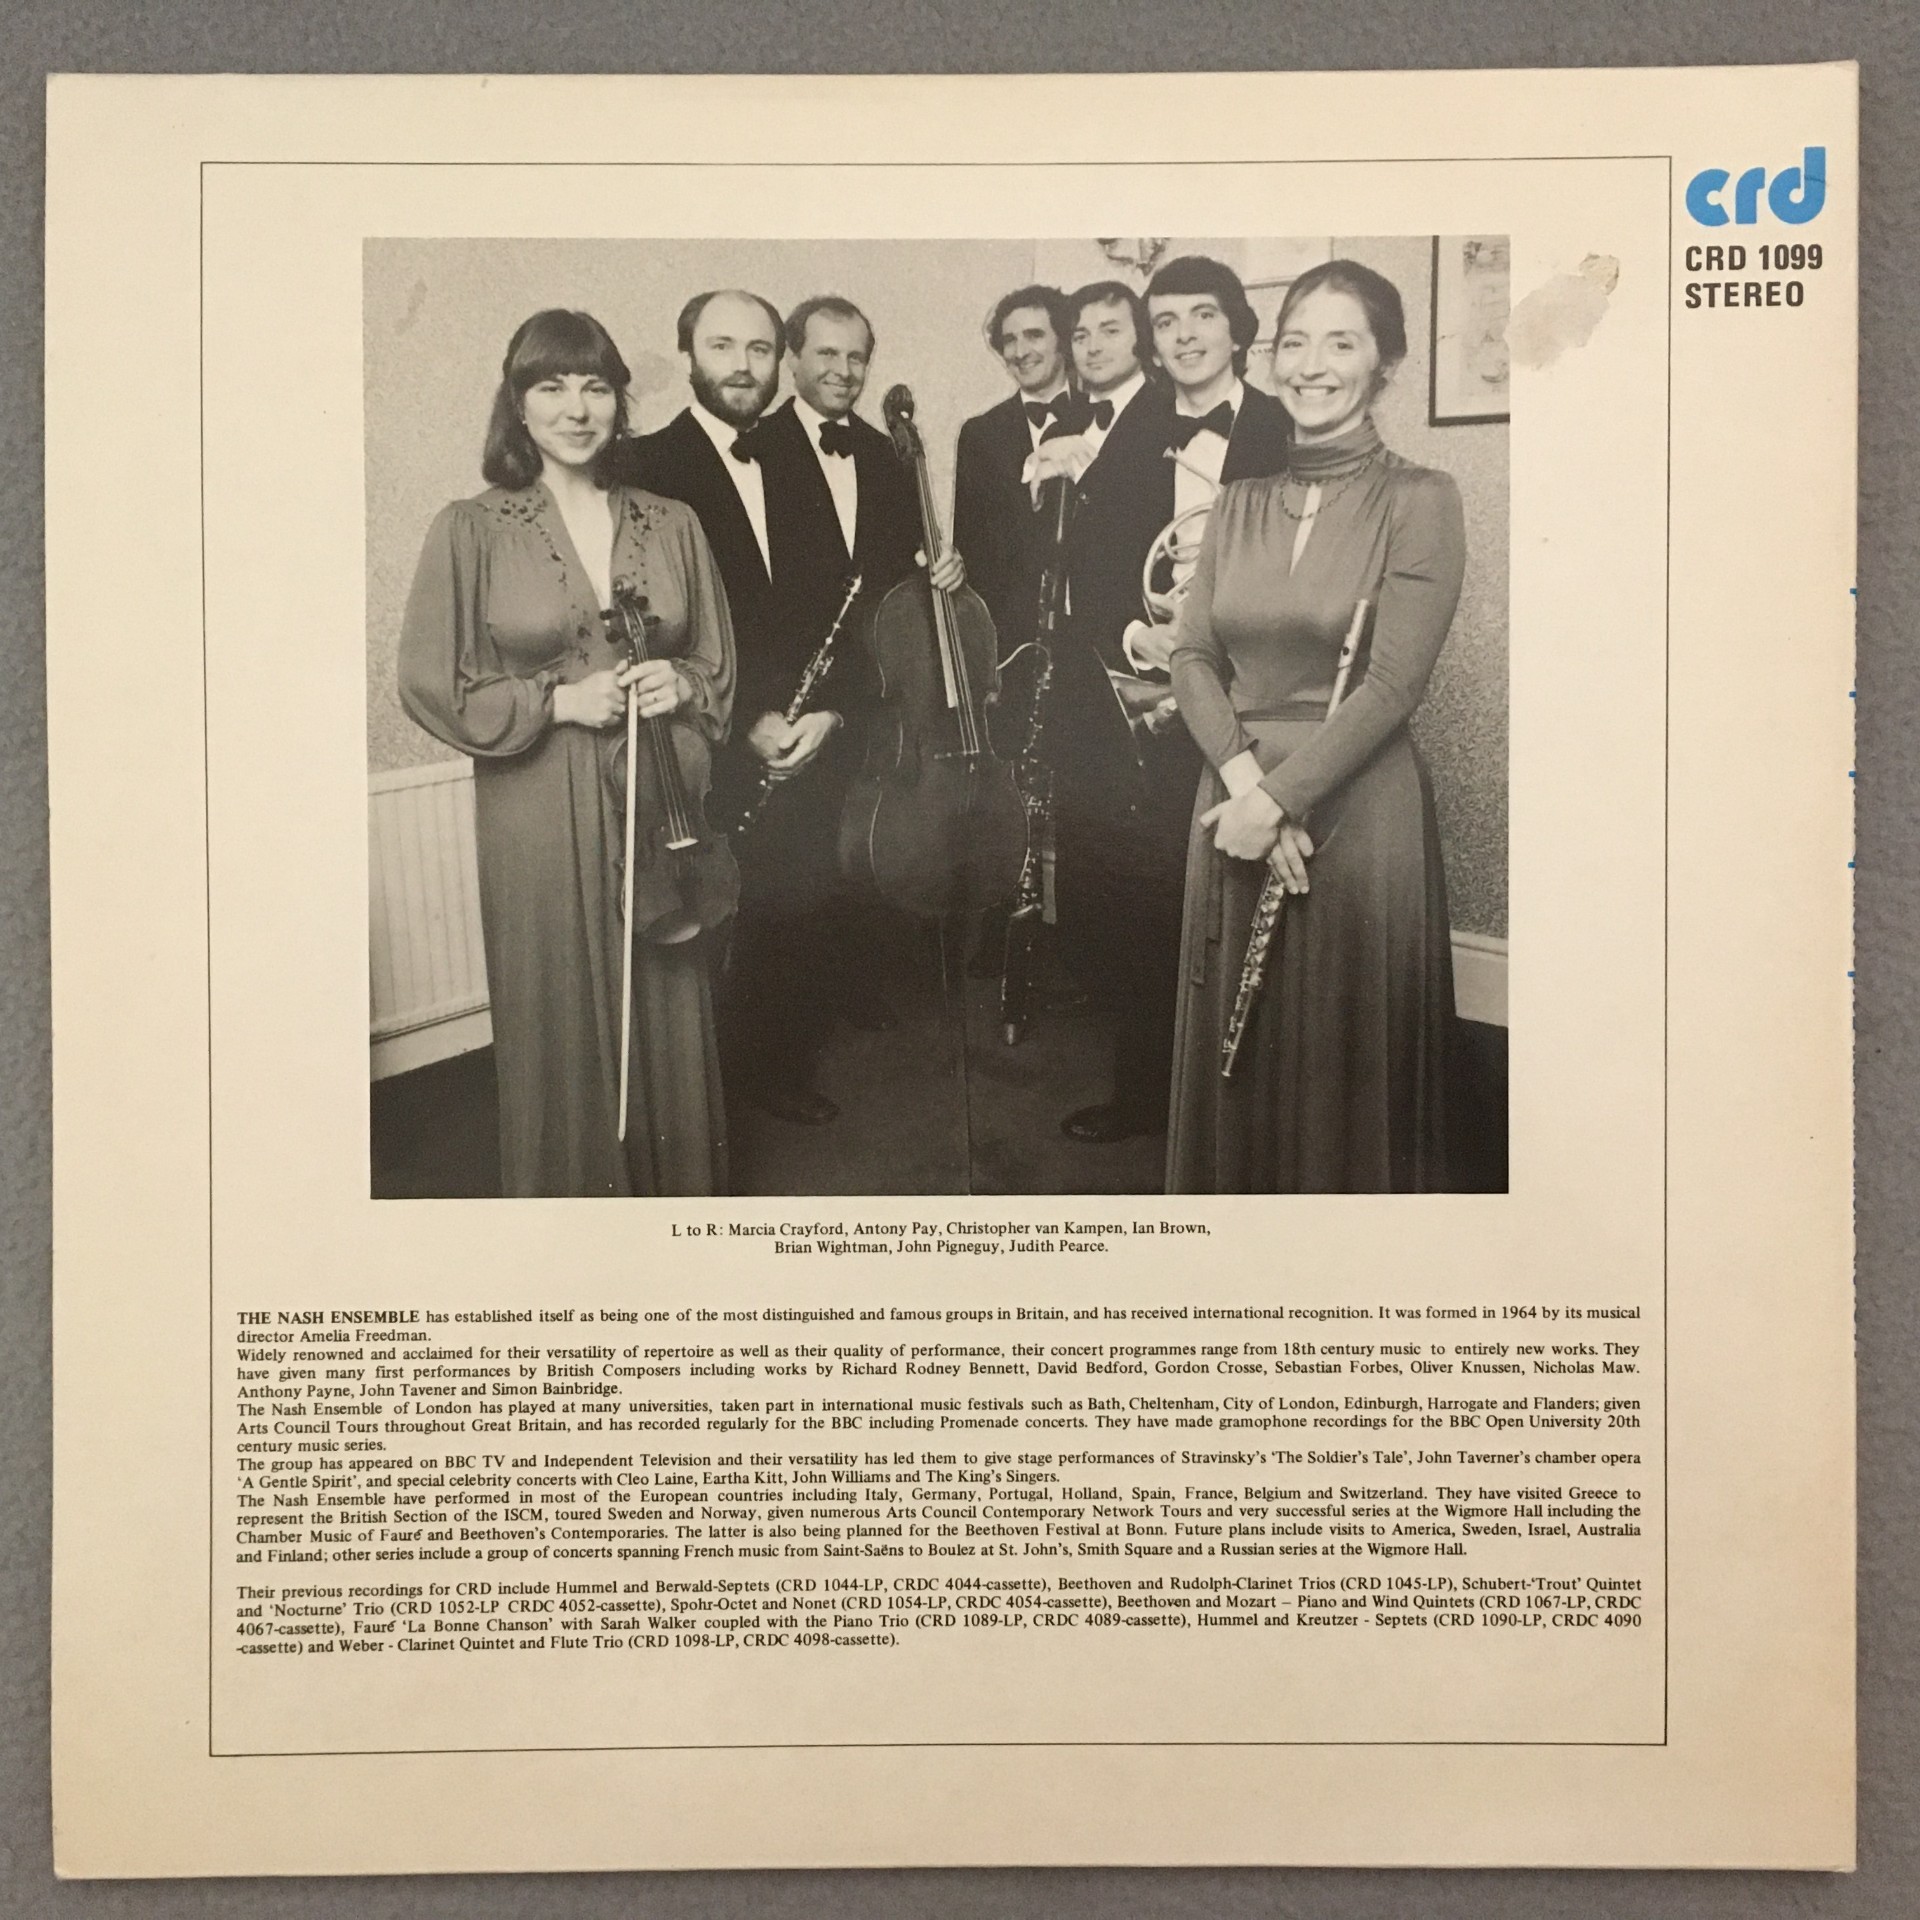 crd
CRD 1099
STEREO
L to R: Marcia Crayford, Antony Pay, Christopher van Kampen, Ian Brown,
Brian Wightman, John Pigneguy, Judith Pearce.
THE NASH ENSEMBLE has established itself as being one of the most distinguished and famous groups in Britain, and has received international recognition. It was formed in 1964 by its musical
director Amelia Freedman.
Widely renowned and acclaimed for their versatility of repertoire as well as their quality of performance, their concert programmes range from 18th century music to entirely new works. They
have given many first performances by British Composers including works by Richard Rodney Bennett, David Bedford, Gordon Crosse, Sebastian Forbes, Oliver Knussen, Nicholas Maw.
Anthony Payne, John Tavener and Simon Bainbridge.
The Nash Ensemble of London has played at many universities, taken part in international music festivals such as Bath, Cheltenham, City of London, Edinburgh, Harrogate and Flanders; given
Arts Council Tours throughout Great Britain, and has recorded regularly for the BBC including Promenade concerts. They have made gramophone recordings for the BBC Open University 20th
century music series.
The group has appeared on BBC TV and Independent Television and their versatility has led them to give stage performances of Stravinsky's 'The Soldier's Tale', John Taverner's chamber opera
'A Gentle Spirit', and special celebrity concerts with Cleo Laine, Eartha Kitt, John Williams and The King's Singers.
The Nash Ensemble have performed in most of the European countries including Italy, Germany, Portugal, Holland, Spain, France, Belgium and Switzerland. They have visited Greece to
represent the British Section of the ISCM, toured Sweden and Norway, given numerous Arts Council Contemporary Network Tours and very successful series at the Wigmore Hall including the
Chamber Music of Fauré and Beethoven's Contemporaries. The latter is also being planned for the Beethoven Festival at Bonn. Future plans include visits to America, Sweden, Israel, Australia
and Finland; other series include a group of concerts spanning French music from Saint-Saëns to Boulez at St. John's, Smith Square and a Russian series at the Wigmore Hall.
Their previous recordings for CRD include Hummel and Berwald-Septets (CRD 1044-LP, CRDC 4044-cassette), Beethoven and Rudolph-Clarinet Trios (CRD 1045-LP), Schubert-'Trout' Quintet
and 'Nocturne' Trio (CRD 1052-LP CRDC 4052-cassette), Spohr-Octet and Nonet (CRD 1054-LP, CRDC 4054-cassette), Beethoven and Mozart – Piano and Wind Quintets (CRD 1067-LP, CRDC
4067-cassette), Fauré 'La Bonne Chanson' with Sarah Walker coupled with the Piano Trio (CRD 1089-LP, CRDC 4089-cassette), Hummel and Kreutzer - Septets (CRD 1090-LP, CRDC 4090
-cassette) and Weber - Clarinet Quintet and Flute Trio (CRD 1098-LP, CRDC 4098-cassette).